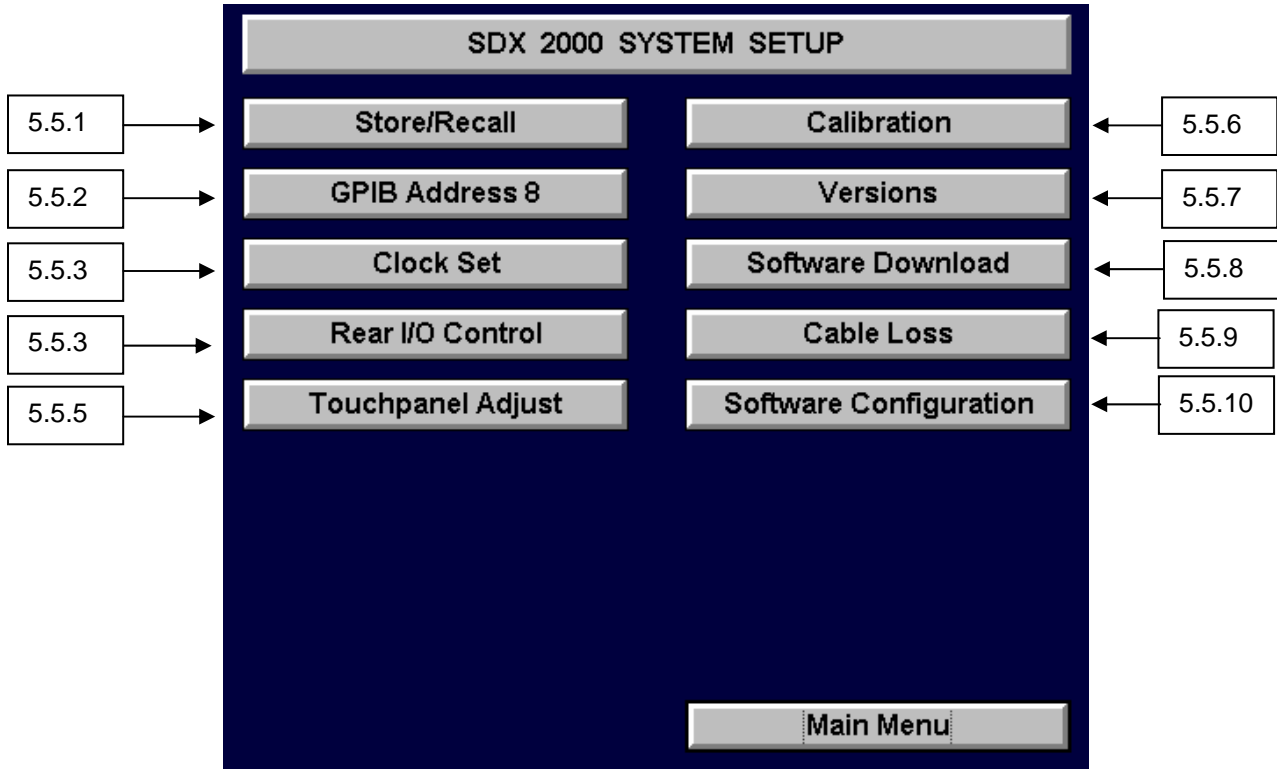 SDX 2000 SYSTEM SETUP
5.5.1
Store/Recall
Calibration
5.5.6
5.5.2
GPIB Address 8
Versions
5.5.7
5.5.3
Clock Set
Software Download
5.5.8
5.5.3
Rear I/O Control
Cable Loss
5.5.9
5.5.5
Touchpanel Adjust
Software Configuration
5.5.10
Main Menu